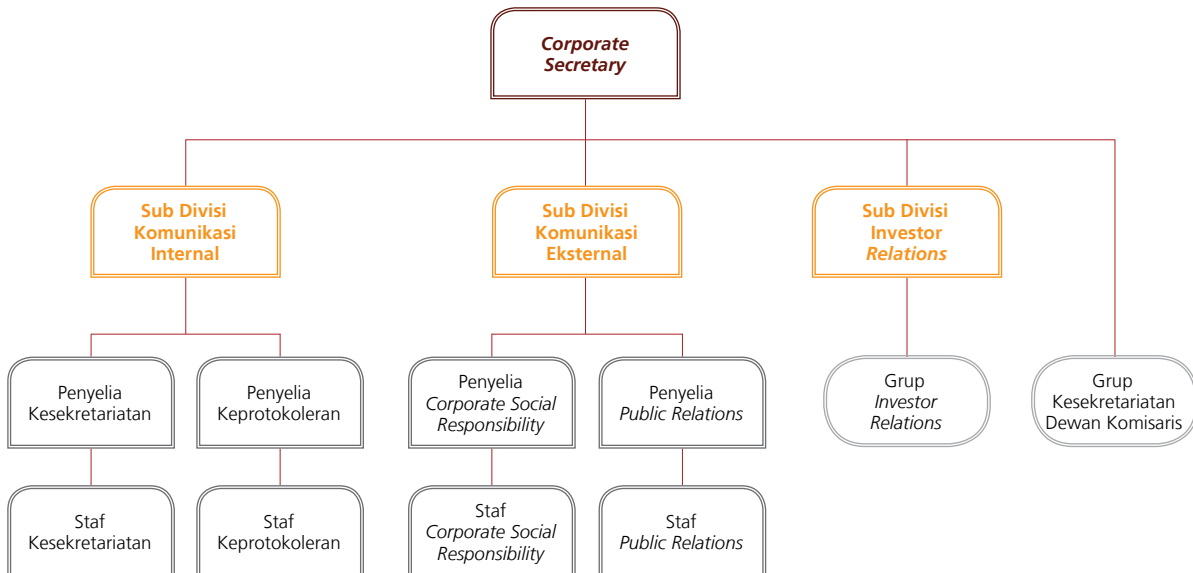 Corporate
Secretary
Sub Divisi
Komunikasi
Internal
Sub Divisi
Komunikasi
Eksternal
Sub Divisi
Investor
Relations
Penyelia
Kesekretariatan
Penyelia
Keprotokoleran
Penyelia
Corporate Social
Responsibility
Penyelia
Public Relations
Grup
Investor
Relations
Grup
Kesekretariatan
Dewan Komisaris
Staf
Kesekretariatan
Staf
Keprotokoleran
Staf
Corporate Social
Responsibility
Staf
Public Relations